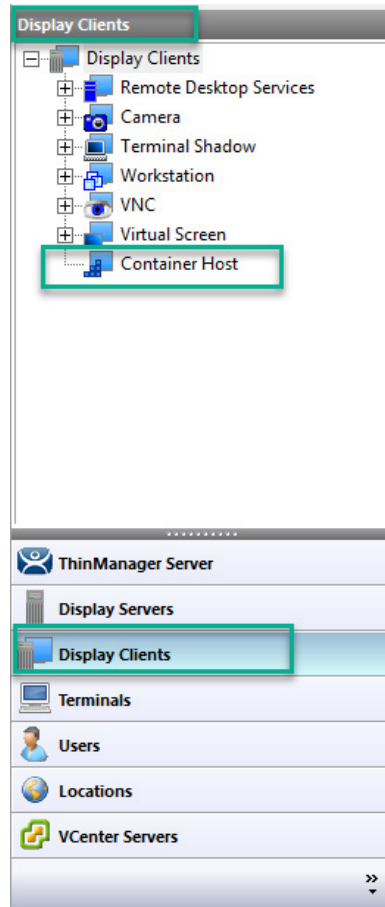 Display Clients
Display Clients
Remote Desktop Services
Camera
Terminal Shadow
Workstation
VNC
Virtual Screen
Container Host
ThinManager Server
Display Servers
Display Clients
Terminals
Users
Locations
VCenter Servers